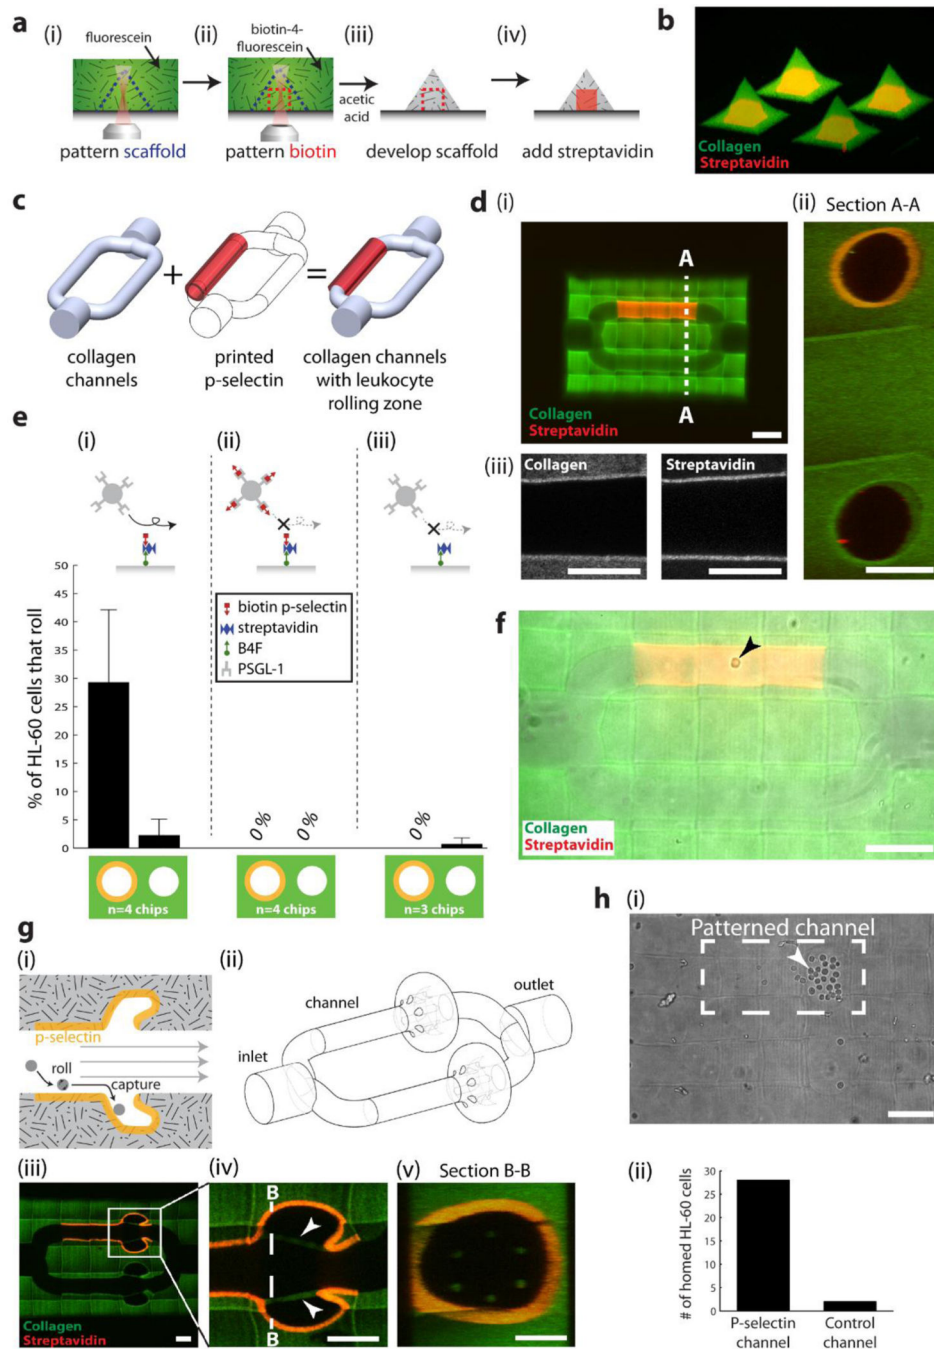 a
(i)
(ii)
(iii)
(iv)
fluorescein
biotin-4-
fluorescein
acetic
acid
pattern scaffold
pattern biotin
develop scaffold
add streptavidin
b
Collagen
Streptavidin
c
+
=
collagen
channels
printed
p-selectin
collagen channels
with leukocyte
rolling zone
d
(i)
A
A
Collagen
Streptavidin
(ii)
Section A-A
(iii)
Collagen
Streptavidin
e
(i)
(ii)
(iii)
% of HL-60 cells that roll
50
45
40
35
30
25
20
15
10
5
0
biotin p-selectin
streptavidin
B4F
PSGL-1
0 %
0 %
0 %
n=4 chips
n=4 chips
n=3 chips
f
Collagen
Streptavidin
g
(i)
p-selectin
roll
capture
(ii)
inlet
channel
outlet
(iii)
Collagen
Streptavidin
(iv)
B
B
(v)
Section B-B
h
(i)
Patterned channel
(ii)
# of homed HL-60 cells
30
25
20
15
10
5
0
P-selectin
channel
Control
channel